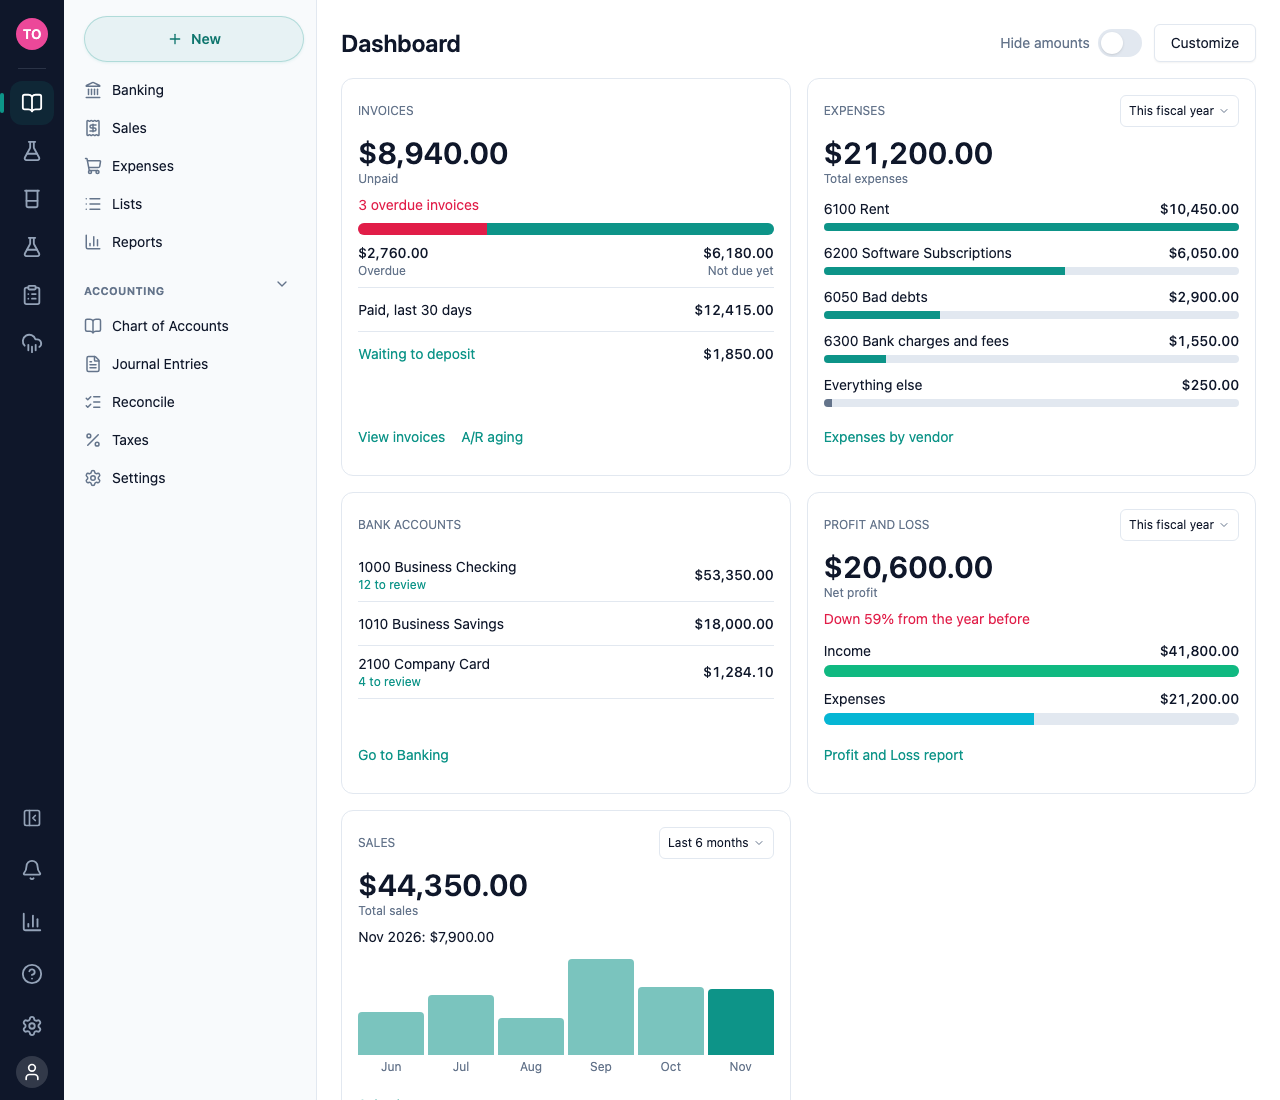 TO
New
Banking
Sales
Expenses
Lists
Reports
ACCOUNTING
Chart of Accounts
Journal Entries
Reconcile
Taxes
Settings
Dashboard
Hide amounts
Customize
INVOICES
$8,940.00
Unpaid
3 overdue invoices
$2,760.00 $6,180.00
Overdue Not due yet
Paid, last 30 days $12,415.00
Waiting to deposit $1,850.00
View invoices A/R aging
EXPENSES This fiscal year
$21,200.00
Total expenses
6100 Rent $10,450.00
6200 Software Subscriptions $6,050.00
6050 Bad debts $2,900.00
6300 Bank charges and fees $1,550.00
Everything else $250.00
Expenses by vendor
BANK ACCOUNTS
1000 Business Checking $53,350.00
12 to review
1010 Business Savings $18,000.00
2100 Company Card $1,284.10
4 to review
Go to Banking
PROFIT AND LOSS This fiscal year
$20,600.00
Net profit
Down 59% from the year before
Income $41,800.00
Expenses $21,200.00
Profit and Loss report
SALES Last 6 months
$44,350.00
Total sales
Nov 2026: $7,900.00
Jun Jul Aug Sep Oct Nov